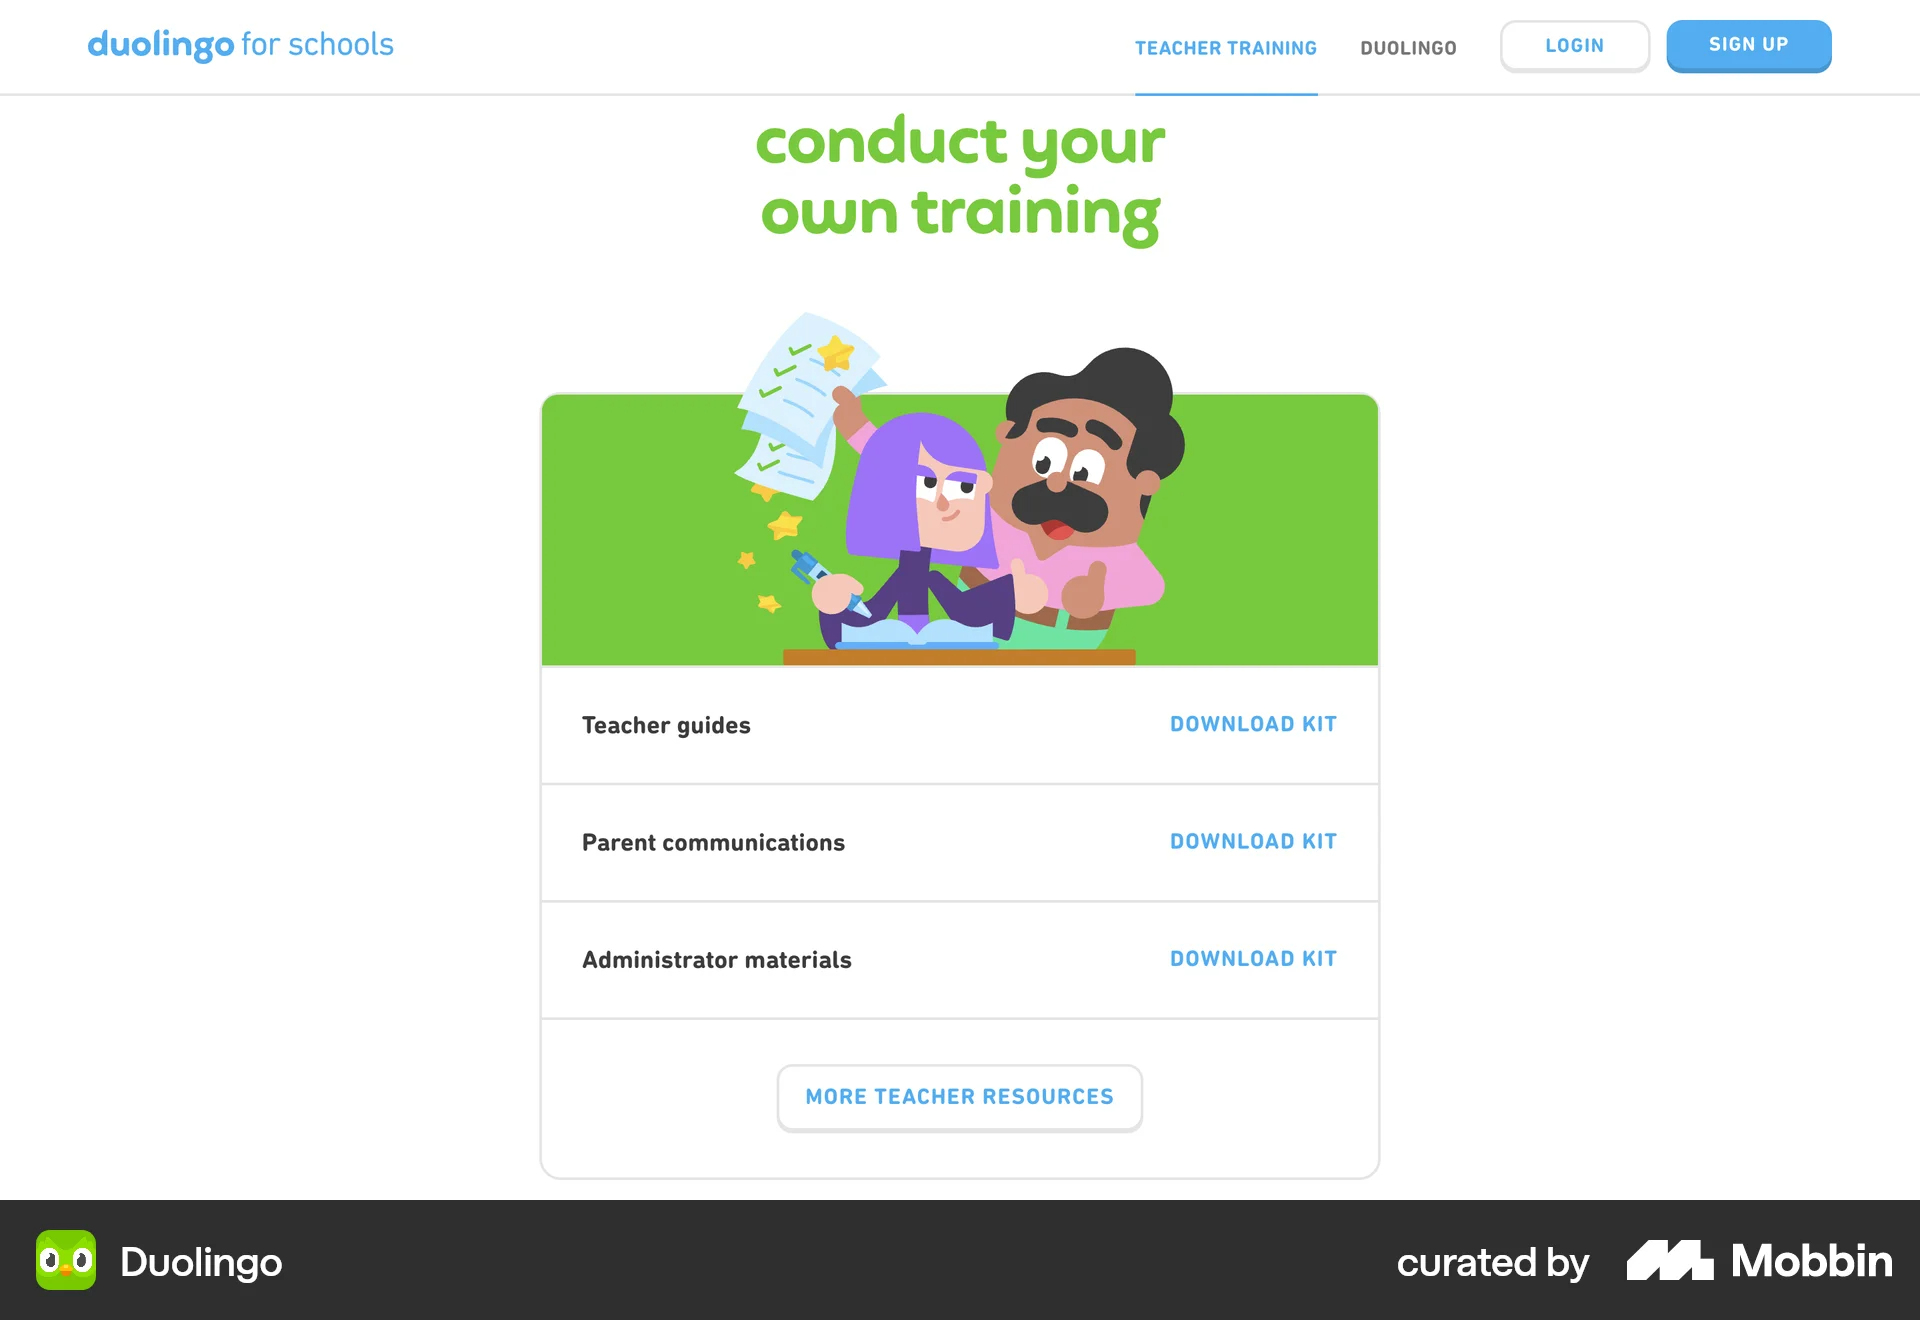 duolingo for schools
TEACHER TRAINING
DUOLINGO
LOGIN
SIGN UP
conduct your
own training
Teacher guides
DOWNLOAD KIT
Parent communications
DOWNLOAD KIT
Administrator materials
DOWNLOAD KIT
MORE TEACHER RESOURCES
Duolingo
curated by
Mobbin